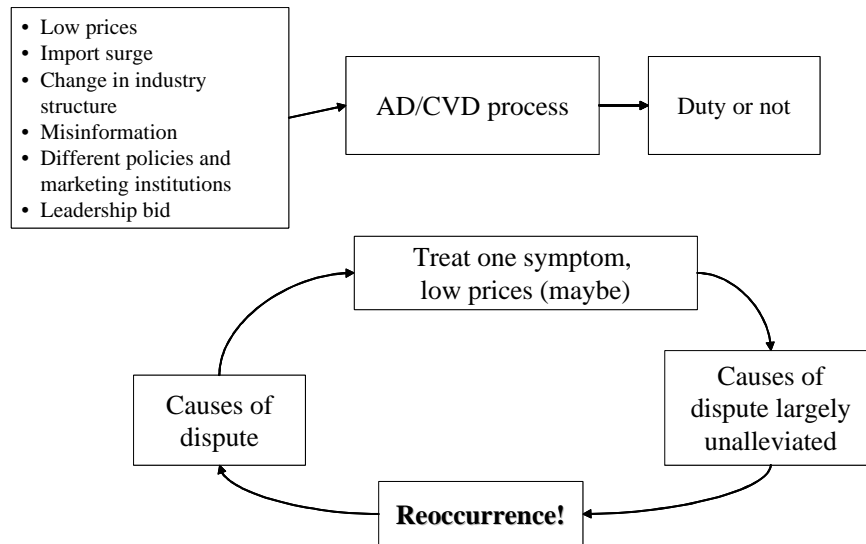 • Low prices
• Import surge
• Change in industry
structure
• Misinformation
• Different policies and
marketing institutions
• Leadership bid
AD/CVD process
Duty or not
Treat one symptom,
low prices (maybe)
Causes of
dispute
Causes of
dispute largely
unalleviated
Reoccurrence!